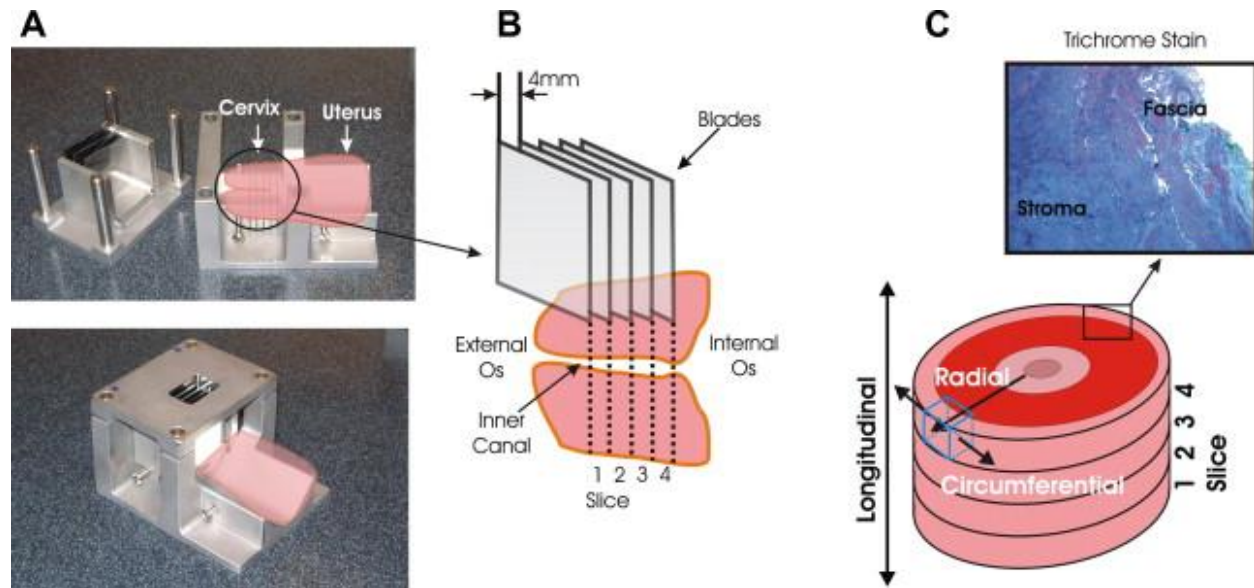 A
Cervix
Uterus
B
4mm
Blades
External
Os
Internal
Os
Inner
Canal
1 2 3 4
Slice
C
Trichrome Stain
Fascia
Stroma
Longitudinal
Radial
Circumferential
1 2 3 4
Slice